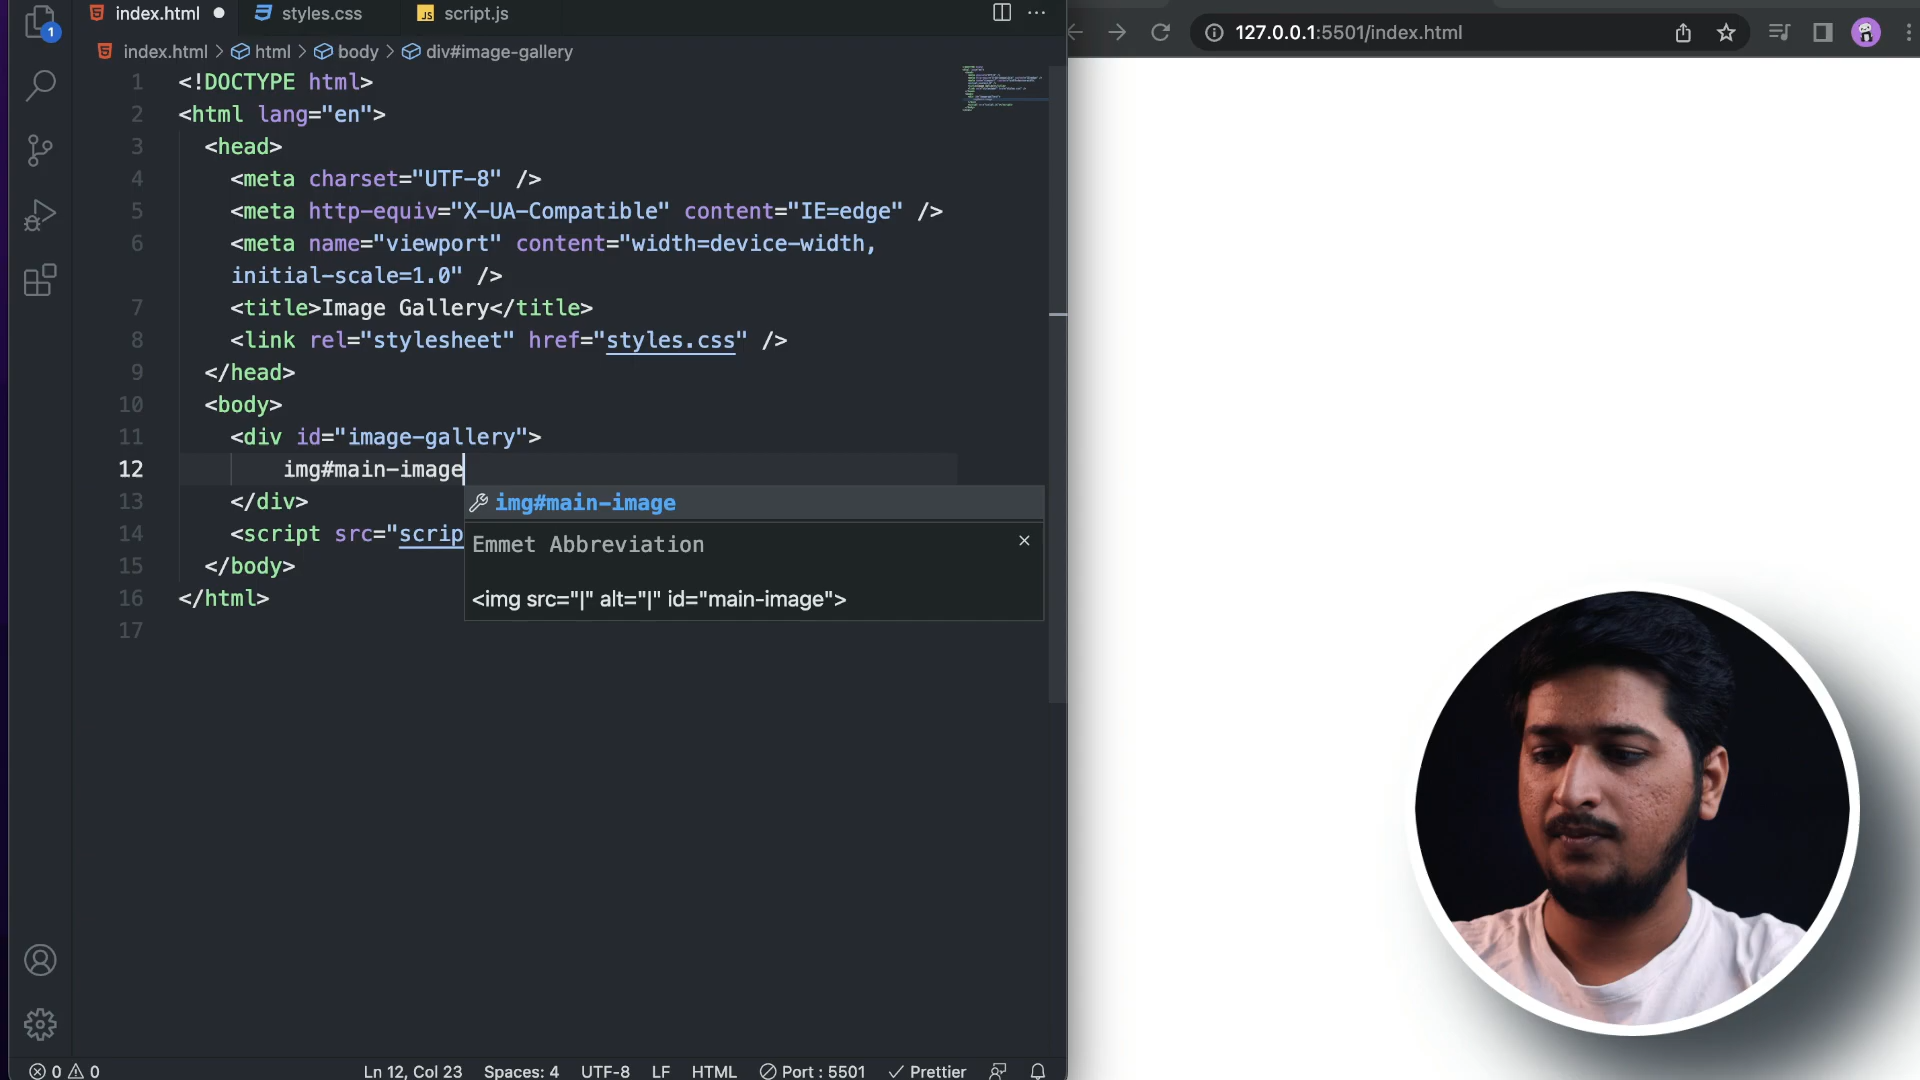 1
index.html
styles.css
JS script.js
127.0.0.1:5501/index.html
index.html > html > body > div#image-gallery
1 <!DOCTYPE html>
2 <html lang="en">
3 <head>
4 <meta charset="UTF-8" />
5 <meta http-equiv="X-UA-Compatible" content="IE=edge" />
6 <meta name="viewport" content="width=device-width,
initial-scale=1.0" />
7 <title>Image Gallery</title>
8 <link rel="stylesheet" href="styles.css" />
9 </head>
10 <body>
11 <div id="image-gallery">
12 img#main-image
13 </div>
img#main-image
14 <script src="scrip
Emmet Abbreviation
15 </body>
16 </html>
<img src="|" alt="|" id="main-image">
17
0 0 Ln 12, Col 23 Spaces: 4 UTF-8 LF HTML Port : 5501 Prettier